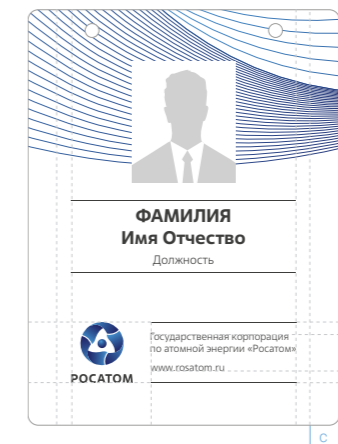 ФАМИЛИЯ
Имя Отчество
Должность
Государственная корпорация
по атомной энергии «Росатом»
www.rosatom.ru
РОСАТОМ
C